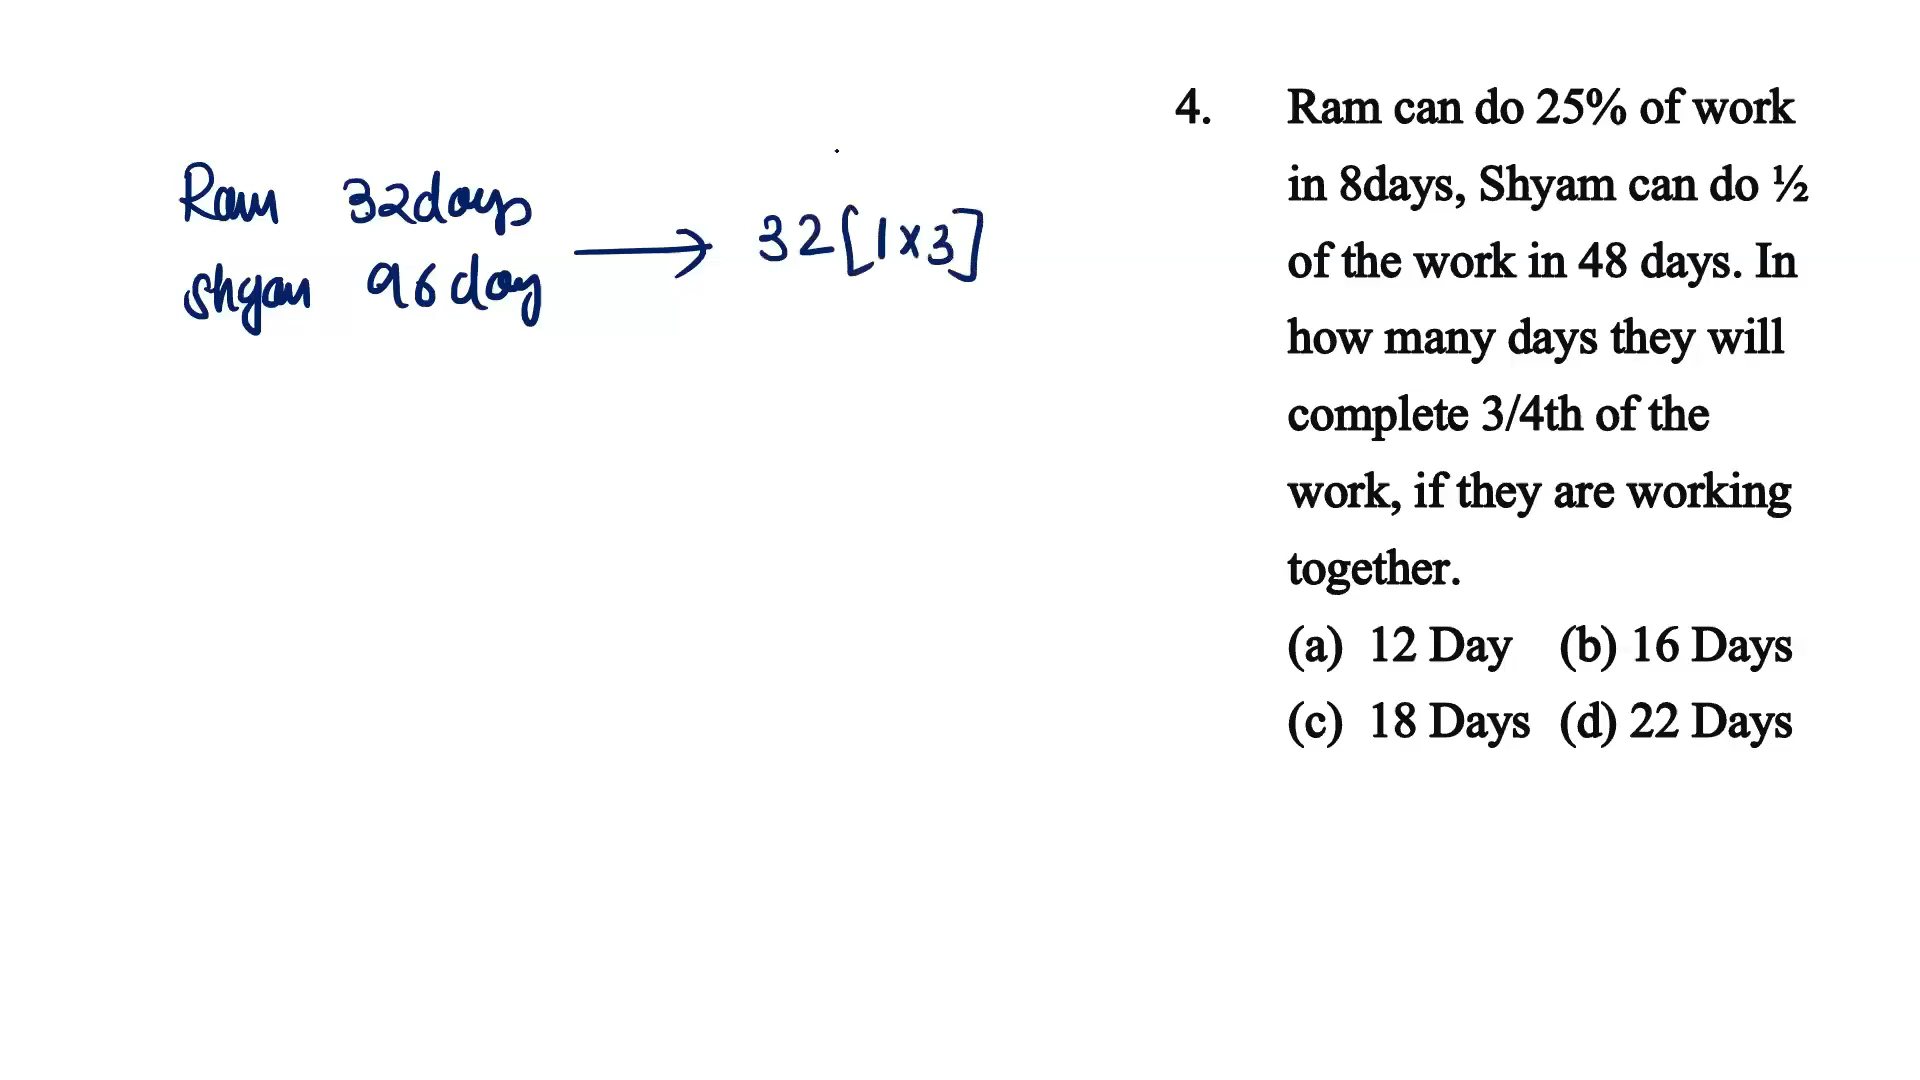 Ram 32days
shyam 96 day
32[1×3]
4. Ram can do 25% of work
in 8days, Shyam can do ½
of the work in 48 days. In
how many days they will
complete 3/4th of the
work, if they are working
together.
(a) 12 Day (b) 16 Days
(c) 18 Days (d) 22 Days